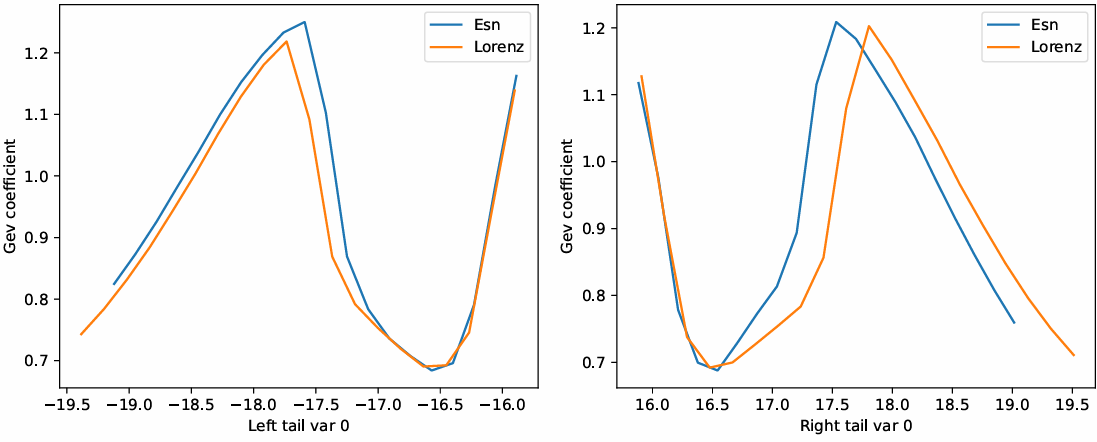 Esn
Lorenz
Gev coefficient
1.2
1.1
1.0
0.9
0.8
0.7
−19.5 −19.0 −18.5 −18.0 −17.5 −17.0 −16.5 −16.0
Left tail var 0
Esn
Lorenz
Gev coefficient
1.2
1.1
1.0
0.9
0.8
0.7
16.0 16.5 17.0 17.5 18.0 18.5 19.0 19.5
Right tail var 0